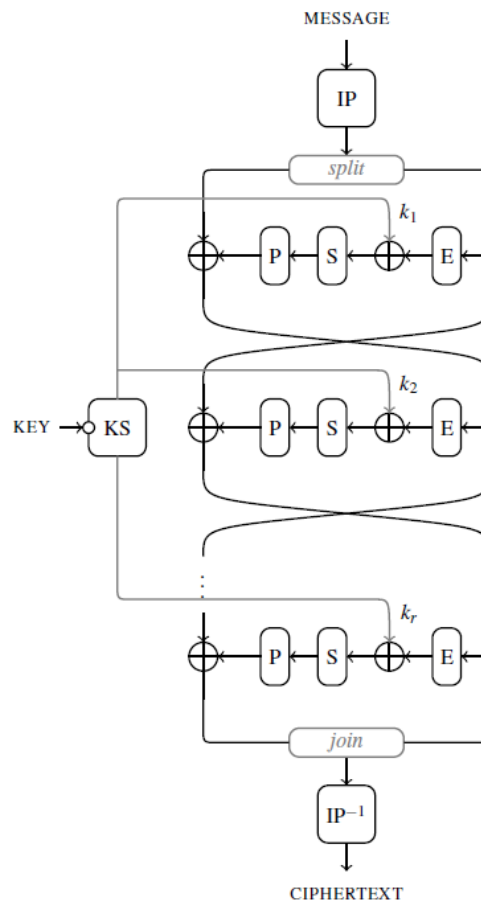 MESSAGE
IP
split
k₁
P S E
k₂
KEY KS P S E
⋮
kᵣ
P S E
join
IP⁻¹
CIPHERTEXT